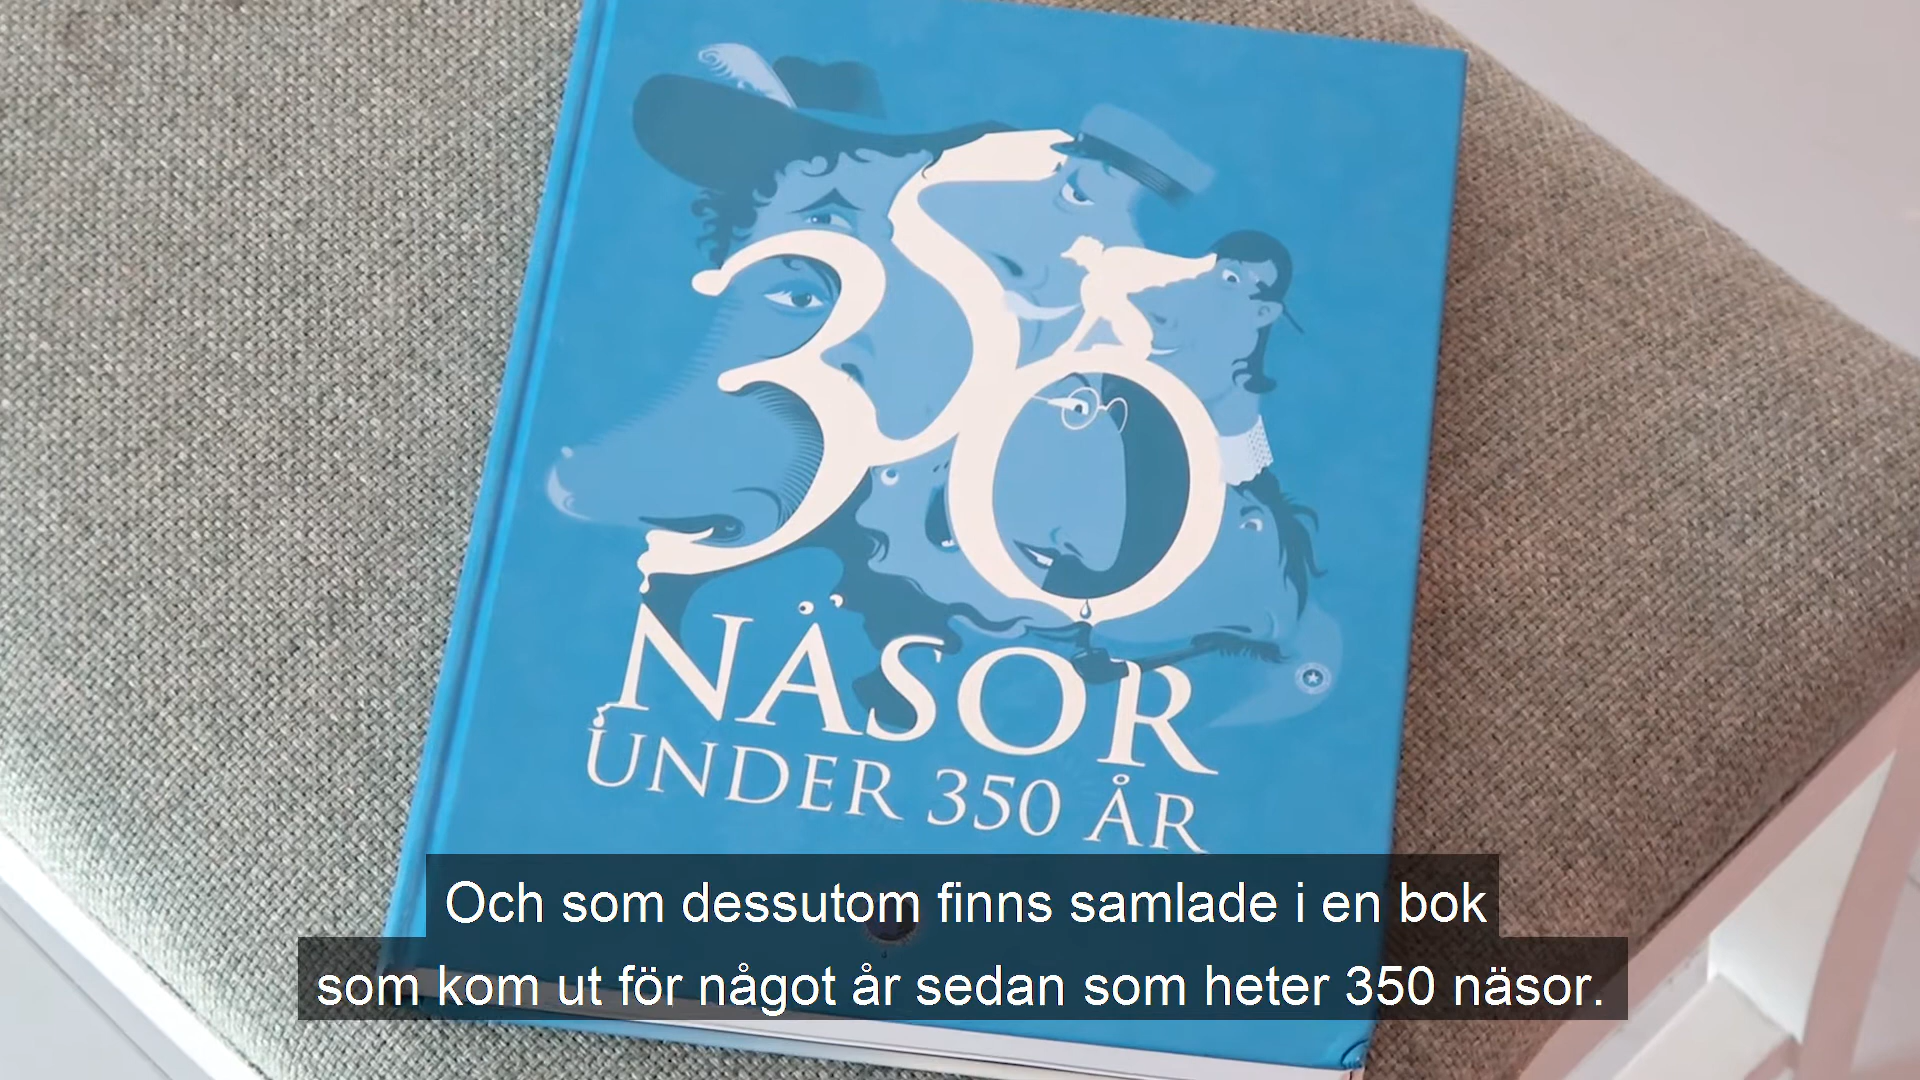 350
NÄSOR
UNDER 350 ÅR
Och som dessutom finns samlade i en bok
som kom ut för något år sedan som heter 350 näsor.